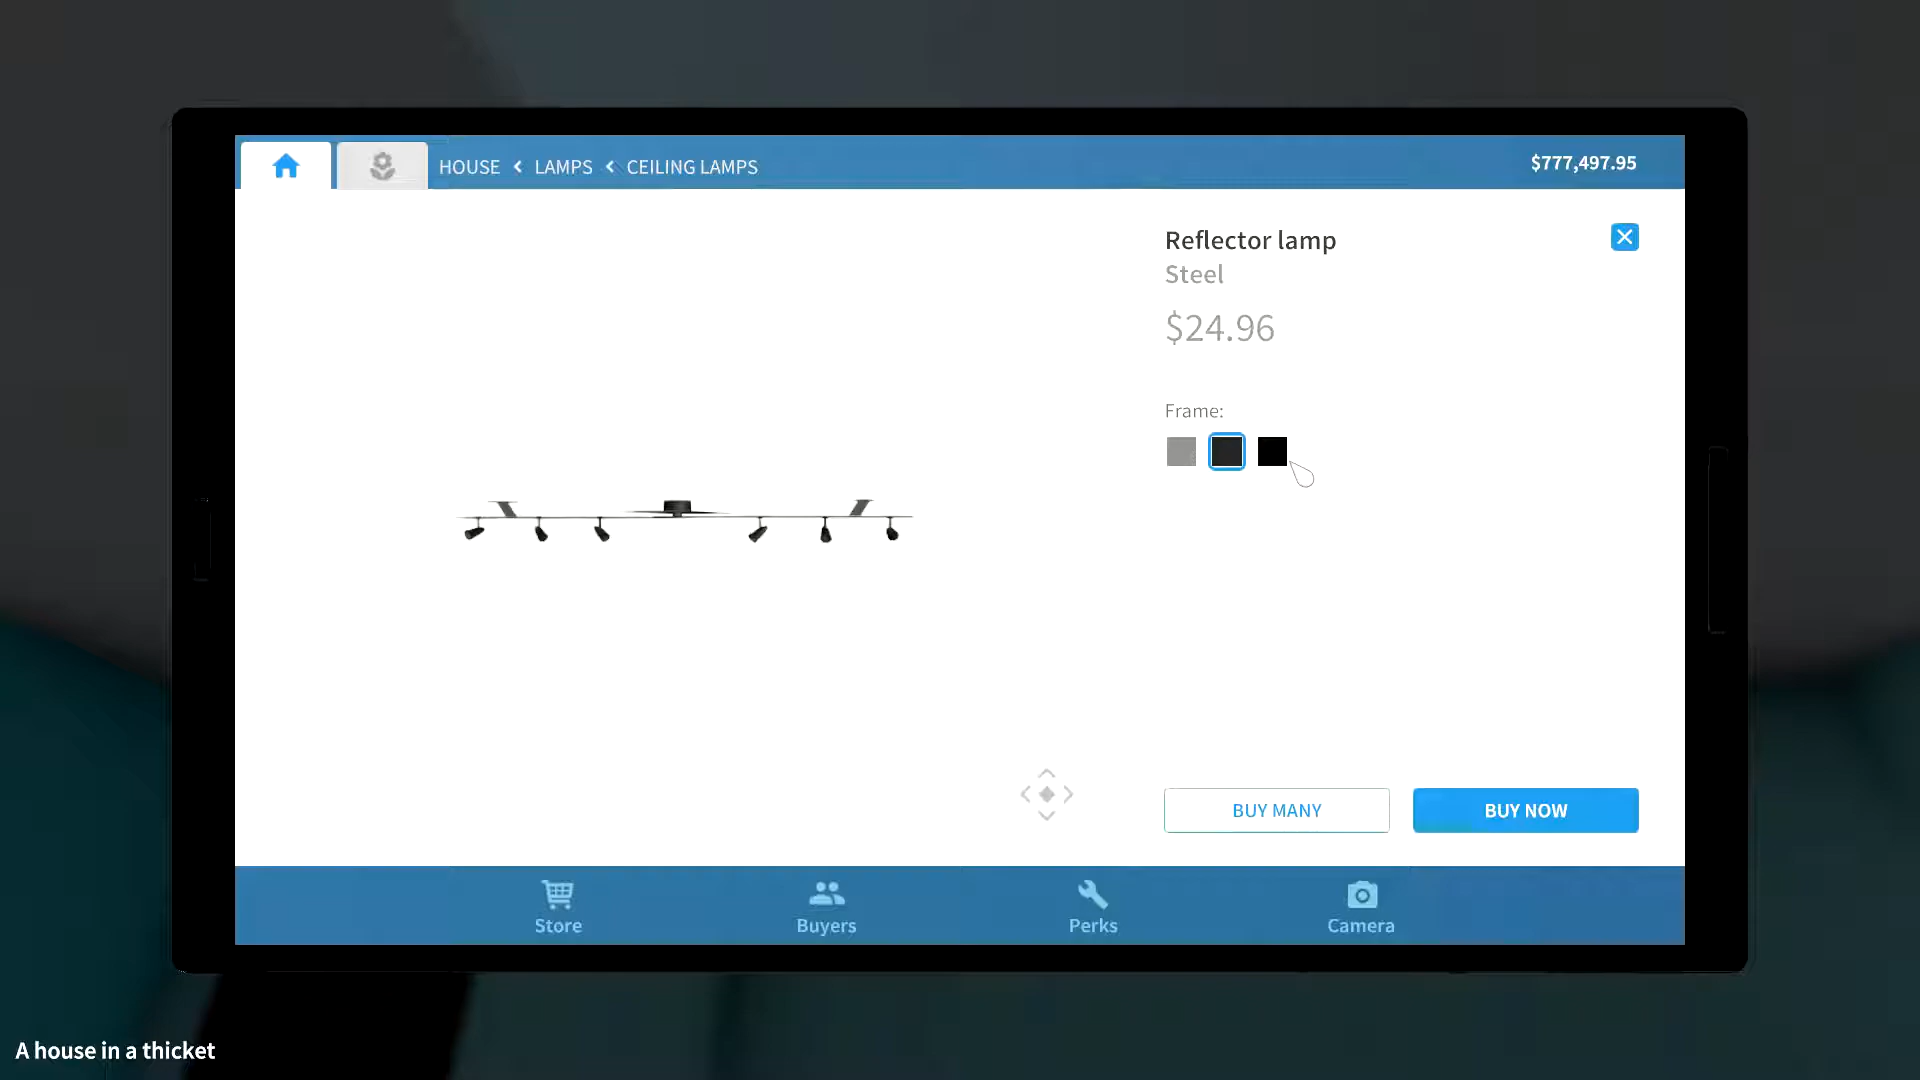 HOUSE < LAMPS < CEILING LAMPS
$777,497.95
Reflector lamp
Steel
$24.96
Frame:
BUY MANY
BUY NOW
Store
Buyers
Perks
Camera
A house in a thicket